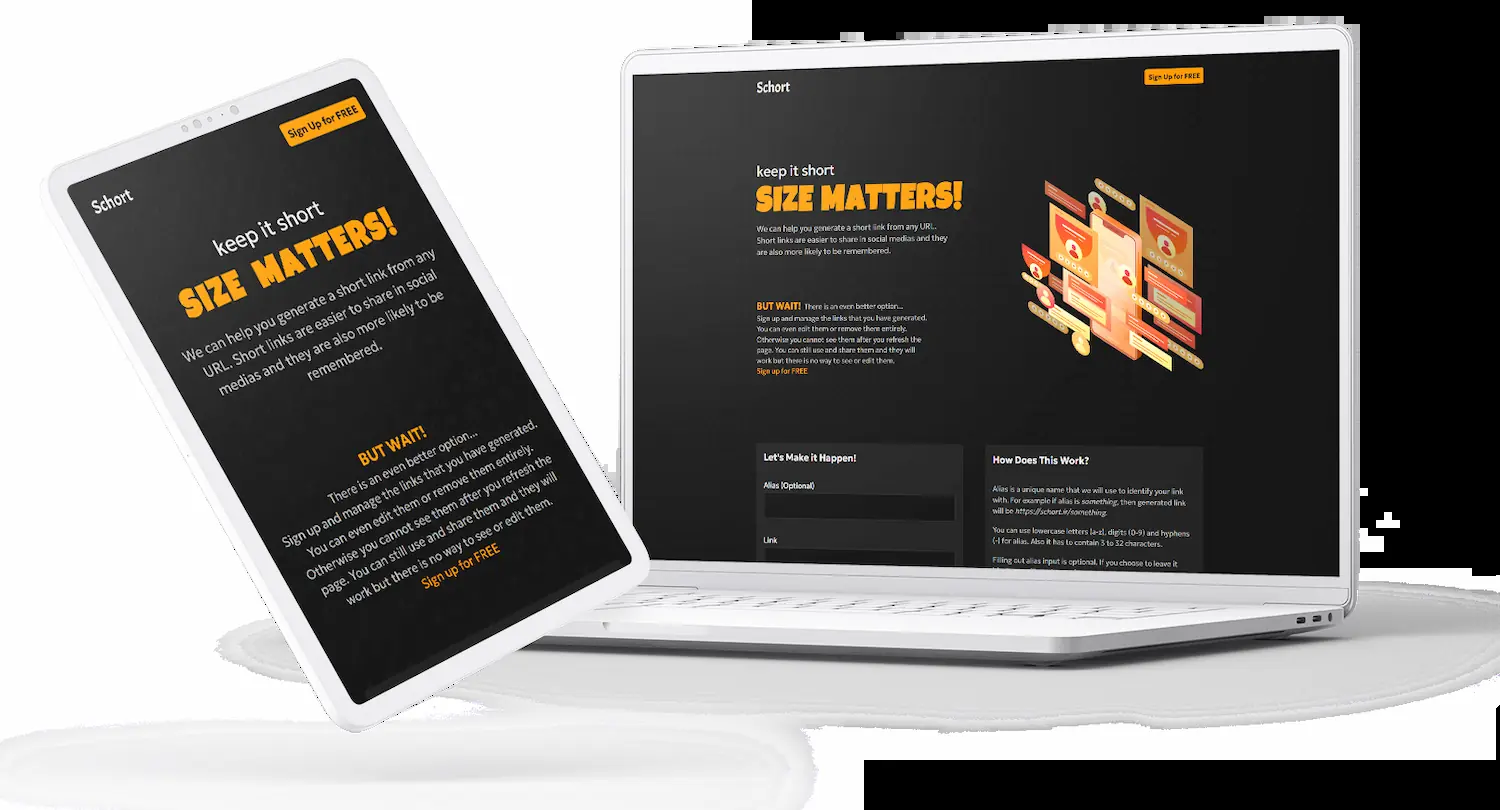 Sign Up for FREE
Schort
keep it short
SIZE MATTERS!
We can help you generate a short link from any
URL. Short links are easier to share in social
medias and they are also more likely to be
remembered.
BUT WAIT!
There is an even better option...
Sign up and manage the links that you have generated.
You can even edit them or remove them entirely.
Otherwise you cannot see them after you refresh the
page. You can still use and share them and they will
work but there is no way to see or edit them.
Sign up for FREE
Schort
Sign Up for FREE
keep it short
SIZE MATTERS!
We can help you generate a short link from any URL.
Short links are easier to share in social medias and they
are also more likely to be remembered.
BUT WAIT! There is an even better option...
Sign up and manage the links that you have generated.
You can even edit them or remove them entirely.
Otherwise you cannot see them after you refresh the
page. You can still use and share them and they will
work but there is no way to see or edit them.
Sign up for FREE
Let's Make it Happen!
Alias (Optional)
Link
How Does This Work?
Alias is a unique name that we will use to identify your link
with. For example if alias is something, then generated link
will be https://schort.ir/something.
You can use lowercase letters [a-z], digits (0-9) and hyphens
(-) for alias. Also it has to contain 3 to 32 characters.
Filling out alias input is optional. If you choose to leave it